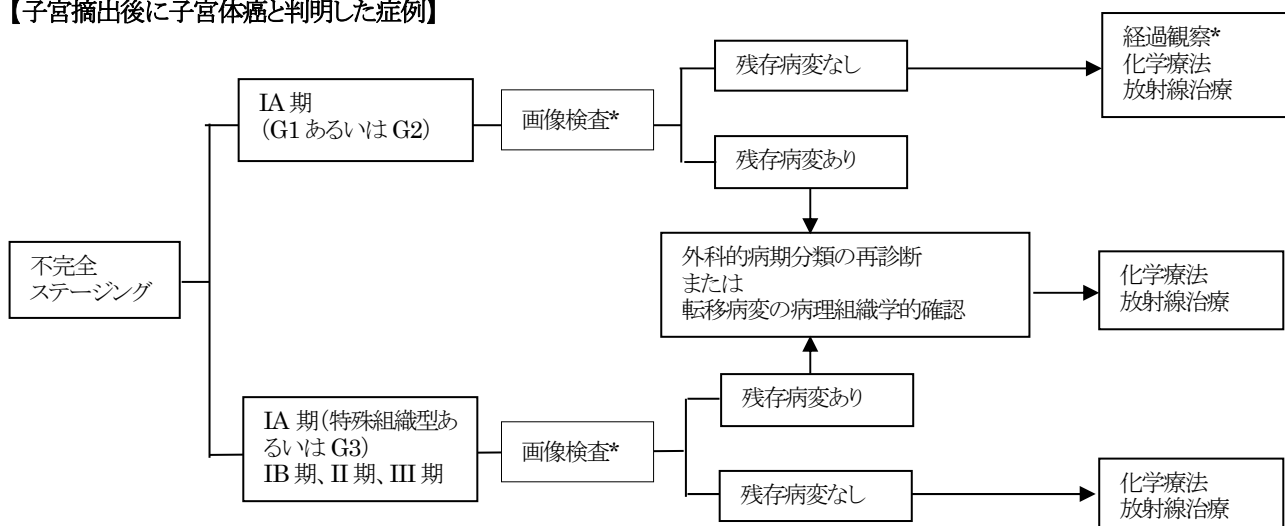 【子宮摘出後に子宮体癌と判明した症例】
経過観察*
化学療法
放射線治療
残存病変なし
IA 期
(G1 あるいは G2)
画像検査*
残存病変あり
不完全
ステージング
外科的病期分類の再診断
または
転移病変の病理組織学的確認
化学療法
放射線治療
残存病変あり
IA 期(特殊組織型あ
るいは G3)
IB 期、II 期、III 期
画像検査*
残存病変なし
化学療法
放射線治療